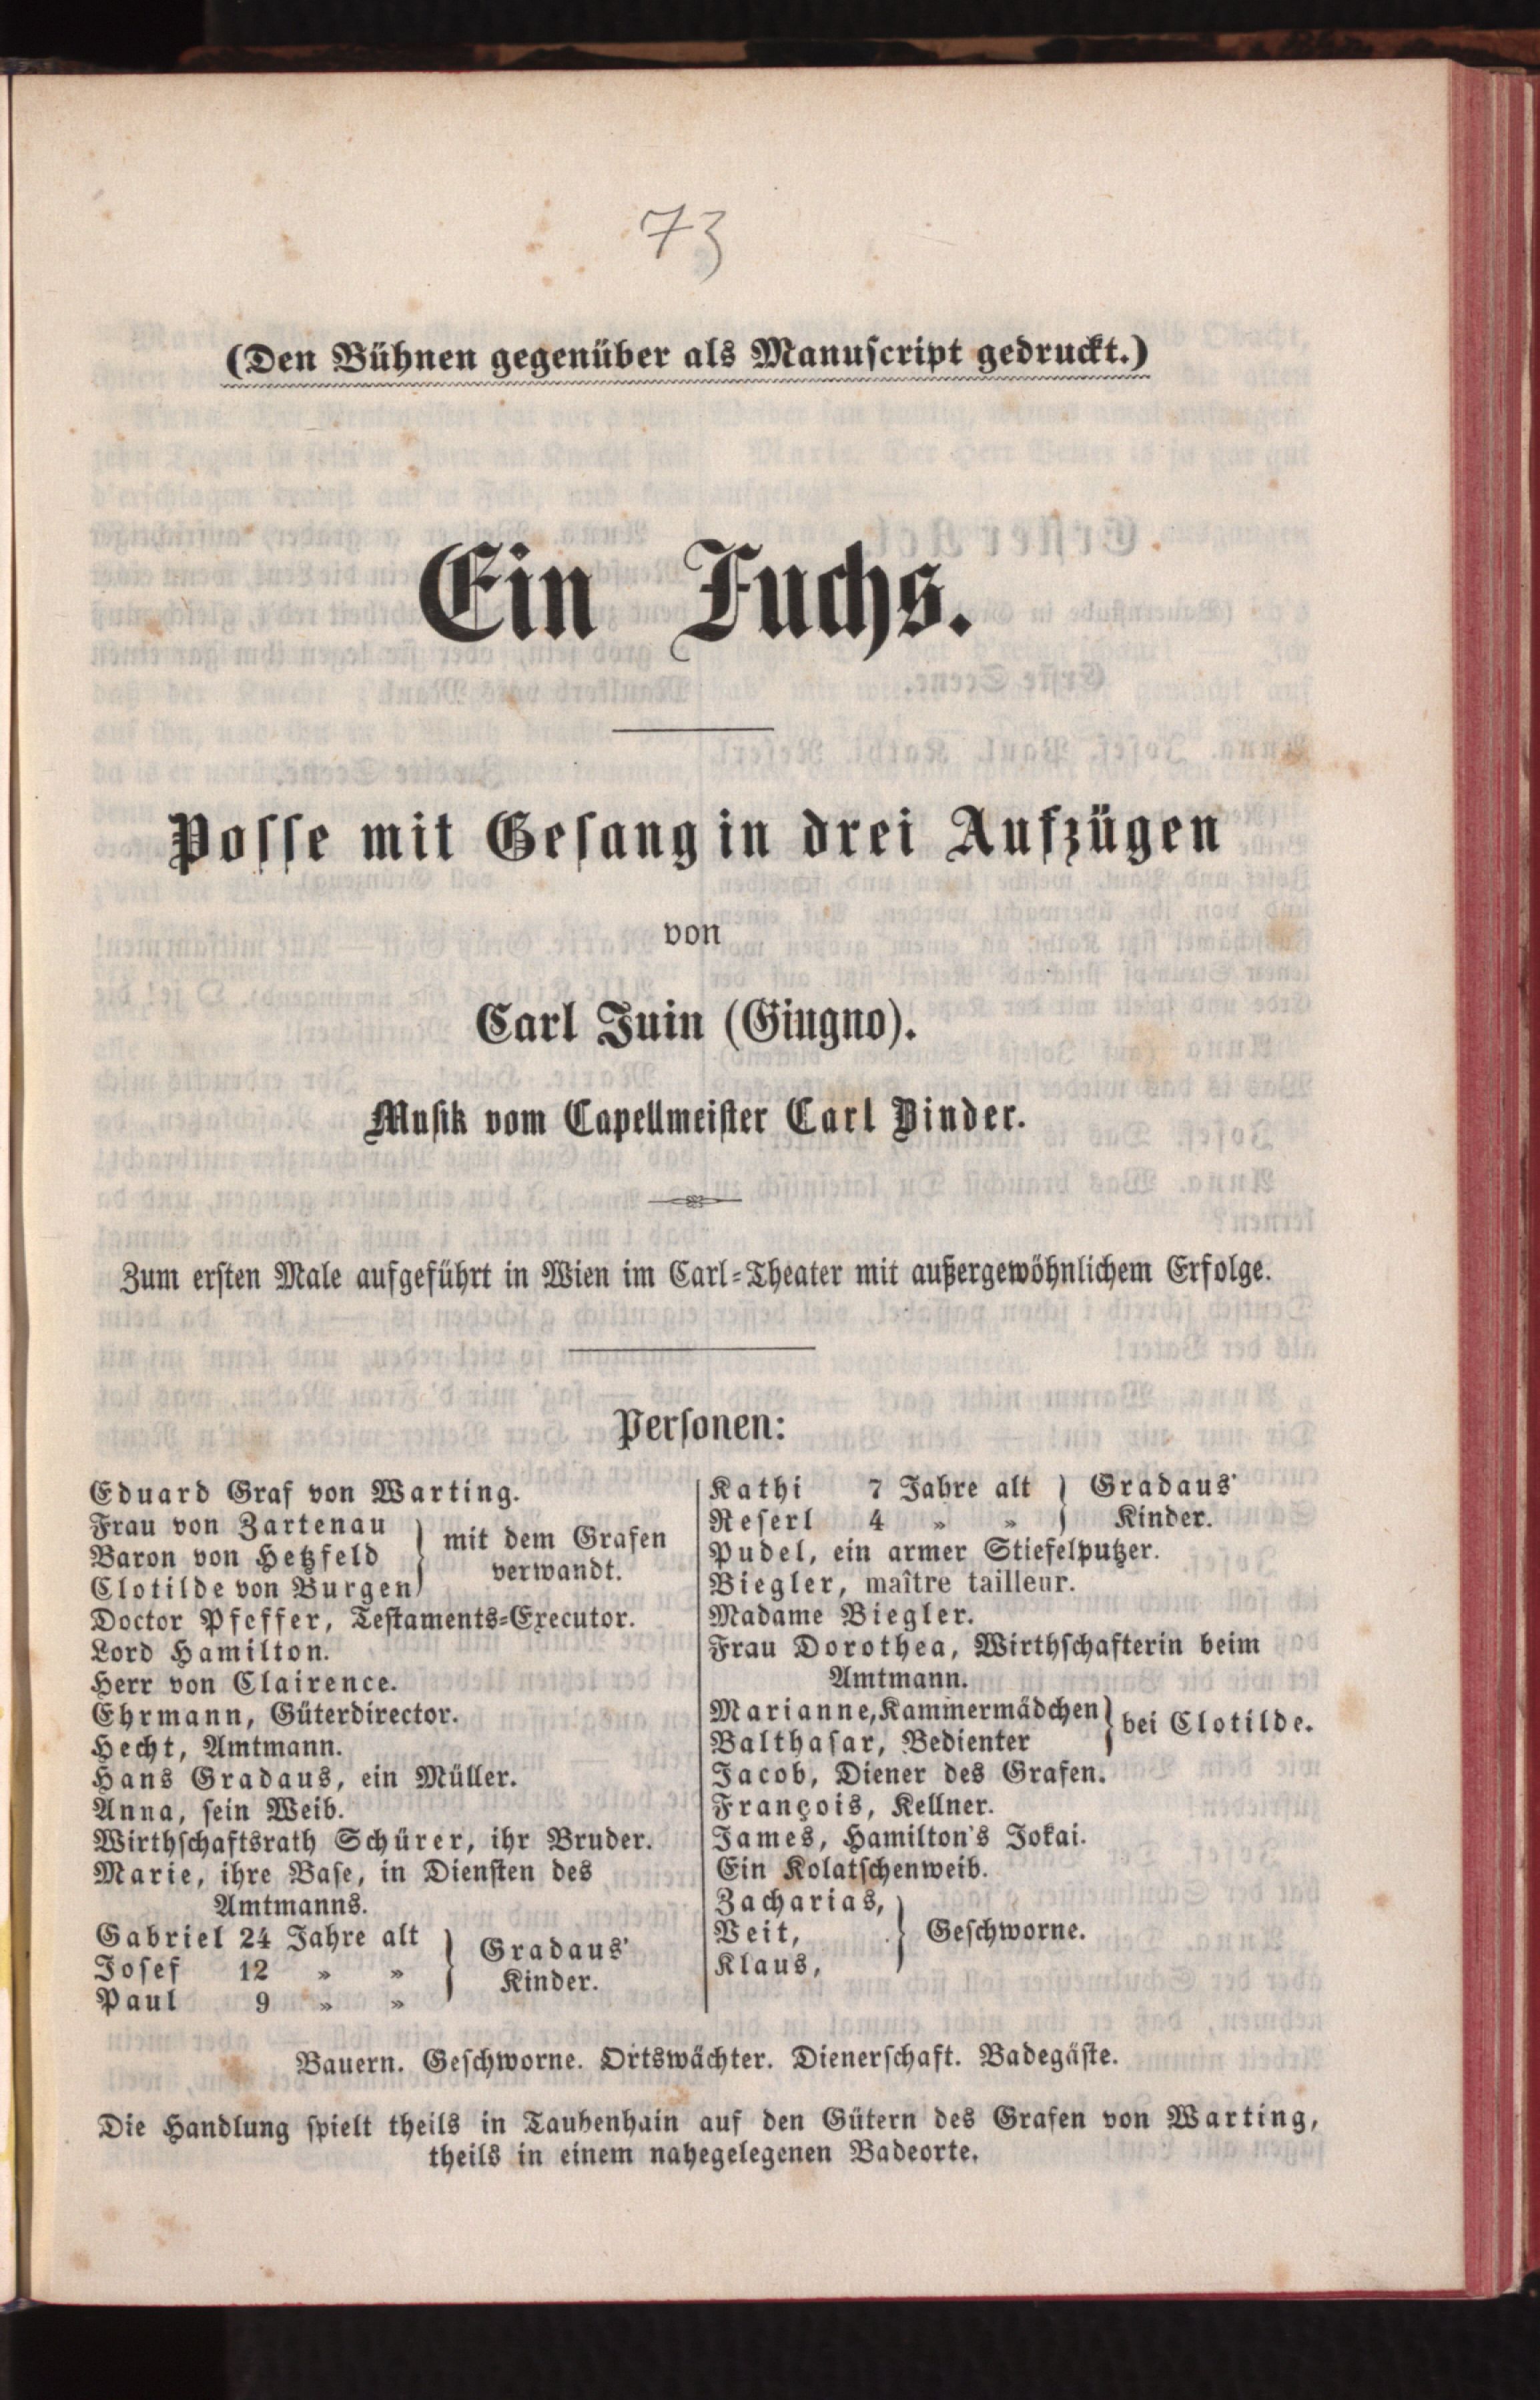 73
(Den Bühnen gegenüber als Manuscript gedruckt.)
Ein Fuchs.
Posse mit Gesang in drei Aufzügen
von
Carl Juin (Giugno).
Musik vom Capellmeister Carl Binder.
Zum ersten Male aufgeführt in Wien im Carl-Theater mit außergewöhnlichem Erfolge.
Personen:
Eduard Graf von Warting.
Frau von Zartenau
Baron von Hetzfeld
Clotilde von Burgen
mit dem Grafen
verwandt.
Doctor Pfeffer, Testaments-Executor.
Lord Hamilton.
Herr von Clairence.
Ehrmann, Güterdirector.
Hecht, Amtmann.
Hans Gradaus, ein Müller.
Anna, sein Weib.
Wirthschaftsrath Schürer, ihr Bruder.
Marie, ihre Base, in Diensten des
Amtmanns.
Gabriel 24 Jahre alt
Josef 12 » »
Paul 9 » »
Gradaus'
Kinder.
Kathi 7 Jahre alt
Reserl 4 » »
Gradaus'
Kinder.
Pudel, ein armer Stiefelputzer.
Biegler, maître tailleur.
Madame Biegler.
Frau Dorothea, Wirthschafterin beim
Amtmann.
Marianne, Kammermädchen
Balthasar, Bedienter
bei Clotilde.
Jacob, Diener des Grafen.
François, Kellner.
James, Hamilton's Jokai.
Ein Kolatschenweib.
Zacharias,
Veit,
Klaus,
Geschworne.
Bauern. Geschworne. Ortswächter. Dienerschaft. Badegäste.
Die Handlung spielt theils in Taubenhain auf den Gütern des Grafen von Warting,
theils in einem nahegelegenen Badeorte.